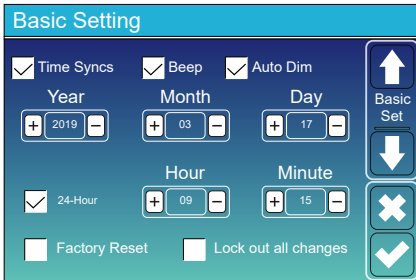 Basic Setting
Time Syncs Beep Auto Dim
Year Month Day
+ 2019 − + 03 − + 17 −
Basic
Set
Hour Minute
24-Hour + 09 − + 15 −
Factory Reset Lock out all changes